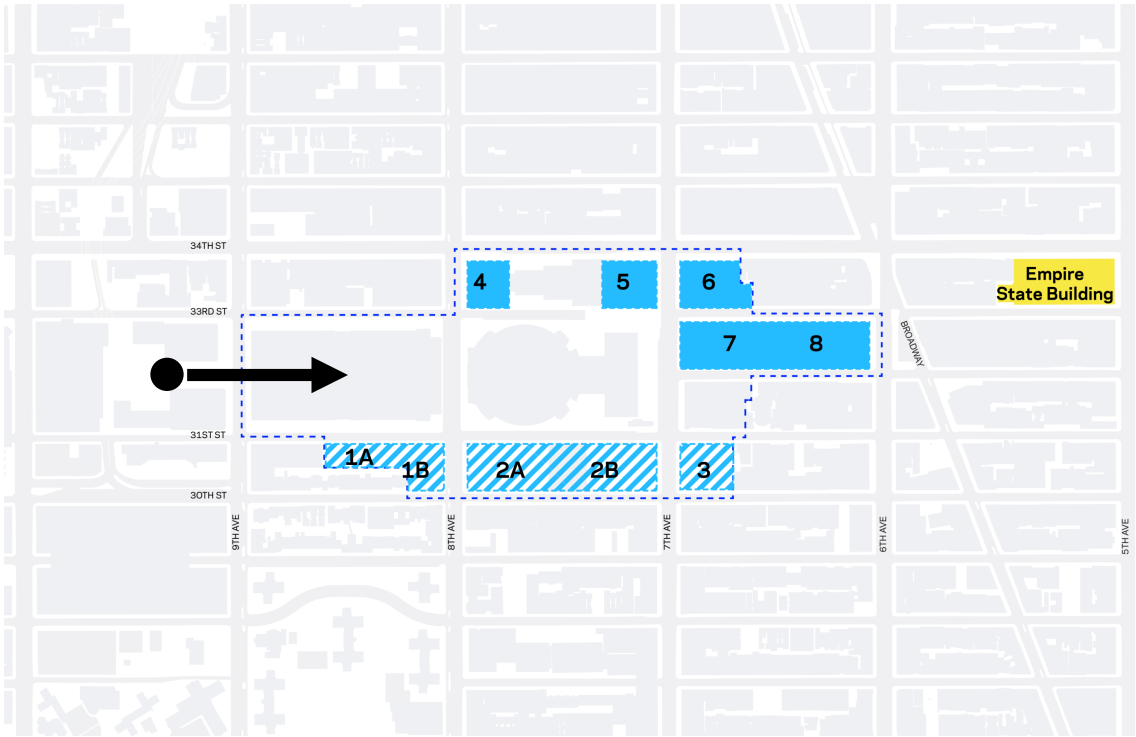 34TH ST
4
5
6
Empire
State Building
33RD ST
7
8
BROADWAY
31ST ST
1A
1B
2A
2B
3
30TH ST
9TH AVE
8TH AVE
7TH AVE
6TH AVE
5TH AVE